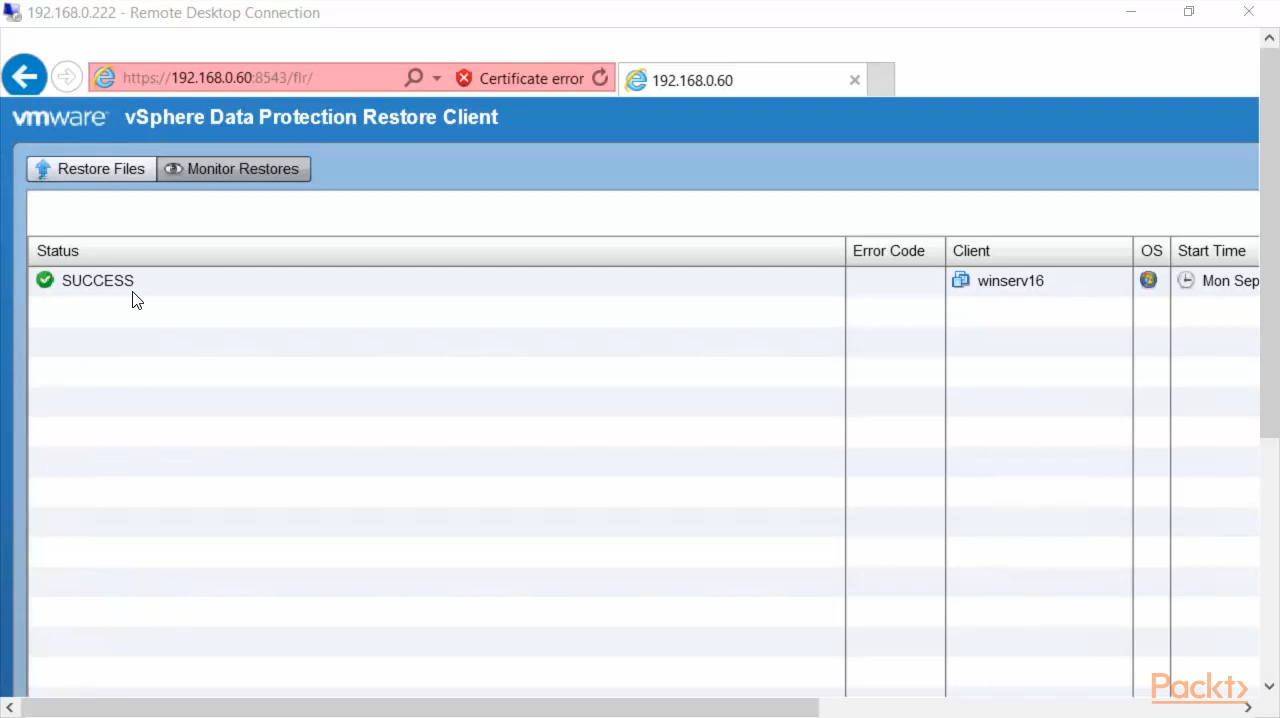 192.168.0.222 - Remote Desktop Connection
https://192.168.0.60:8543/flr/
Certificate error
192.168.0.60
vmware vSphere Data Protection Restore Client
Restore Files
Monitor Restores
Status Error Code Client OS Start Time
SUCCESS winserv16 Mon Sep
Packt